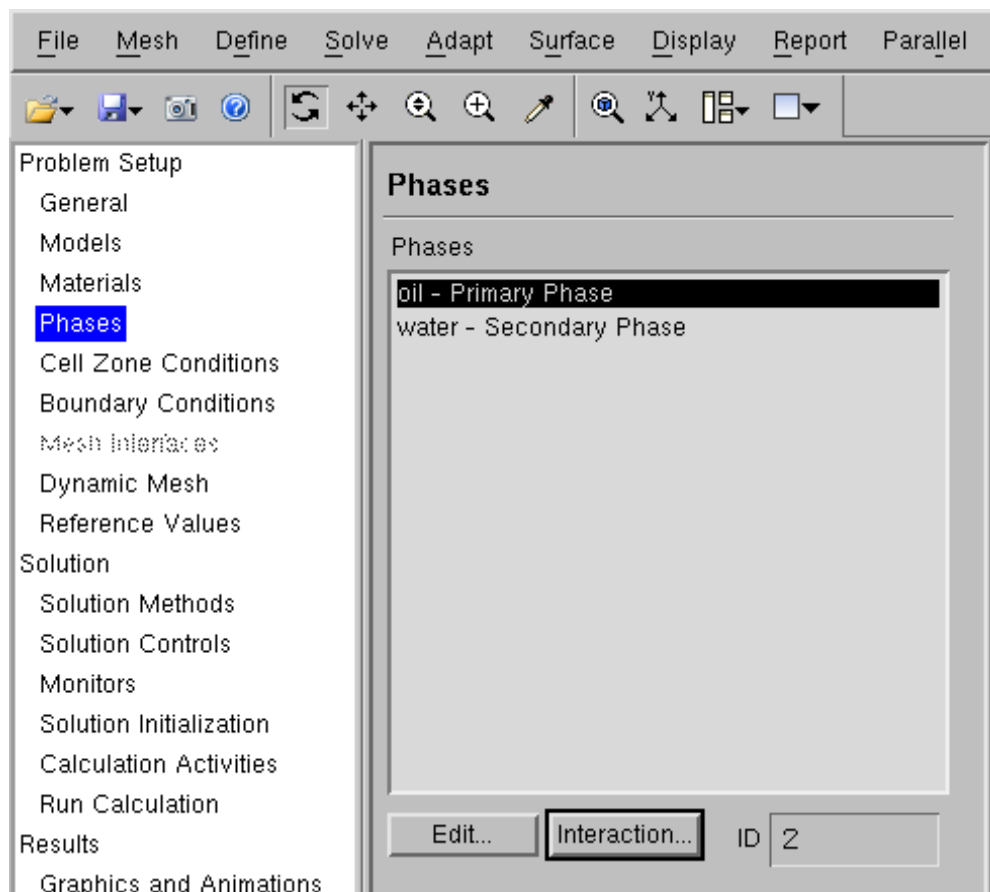 File Mesh Define Solve Adapt Surface Display Report Parallel
Problem Setup
General
Models
Materials
Phases
Cell Zone Conditions
Boundary Conditions
Mesh Interfaces
Dynamic Mesh
Reference Values
Solution
Solution Methods
Solution Controls
Monitors
Solution Initialization
Calculation Activities
Run Calculation
Results
Graphics and Animations
Phases
Phases
oil - Primary Phase
water - Secondary Phase
Edit... Interaction... ID 2